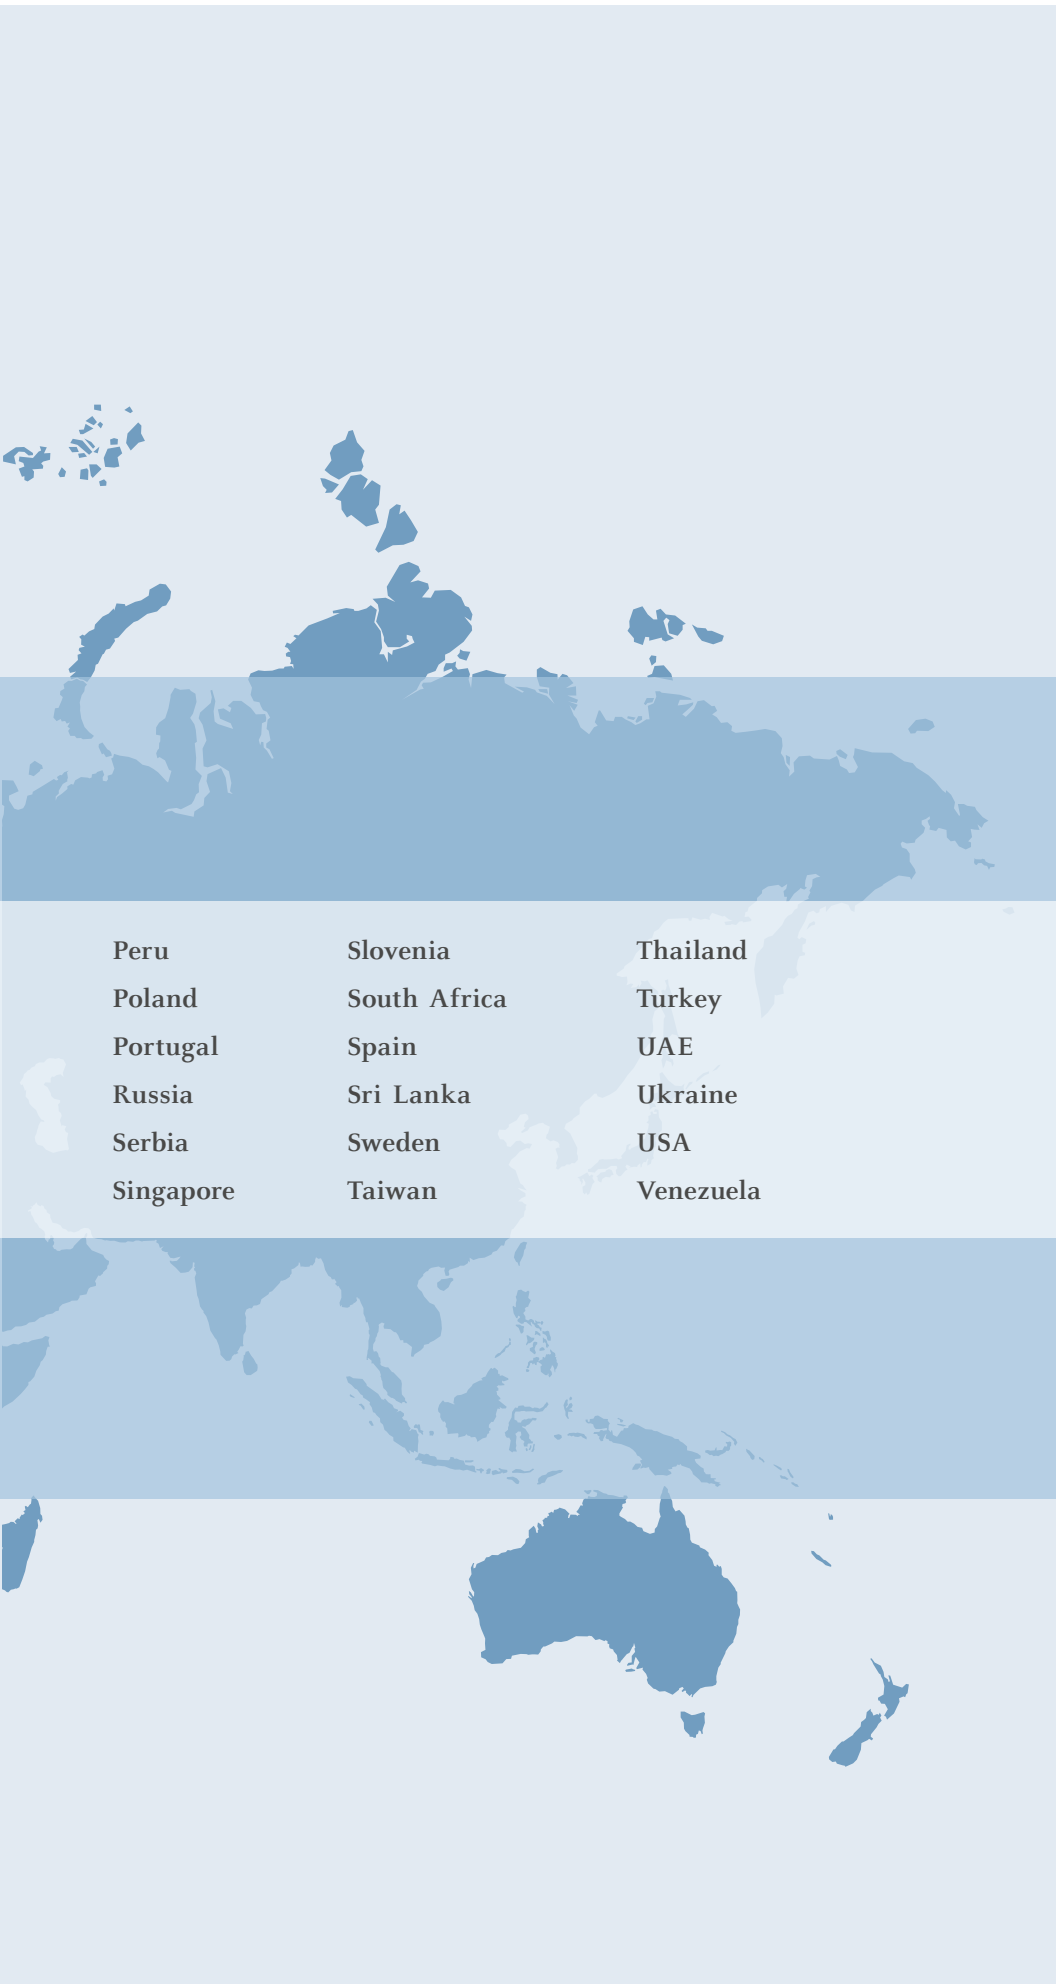 Peru
Poland
Portugal
Russia
Serbia
Singapore
Slovenia
South Africa
Spain
Sri Lanka
Sweden
Taiwan
Thailand
Turkey
UAE
Ukraine
USA
Venezuela